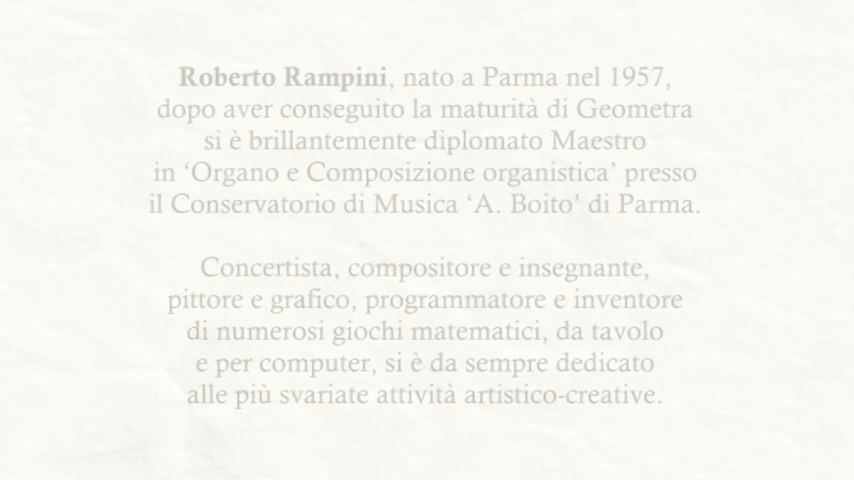 Roberto Rampini, nato a Parma nel 1957,
dopo aver conseguito la maturità di Geometra
si è brillantemente diplomato Maestro
in ‘Organo e Composizione organistica’ presso
il Conservatorio di Musica ‘A. Boito’ di Parma.
Concertista, compositore e insegnante,
pittore e grafico, programmatore e inventore
di numerosi giochi matematici, da tavolo
e per computer, si è da sempre dedicato
alle più svariate attività artistico-creative.